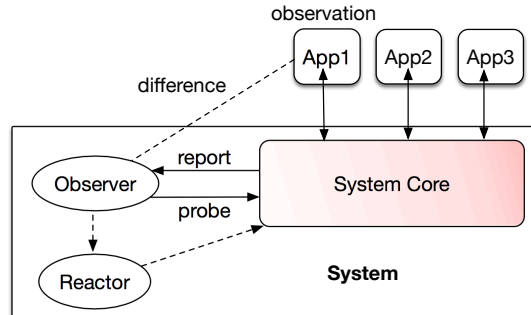 observation
App1
App2
App3
difference
report
Observer
System Core
probe
Reactor
System